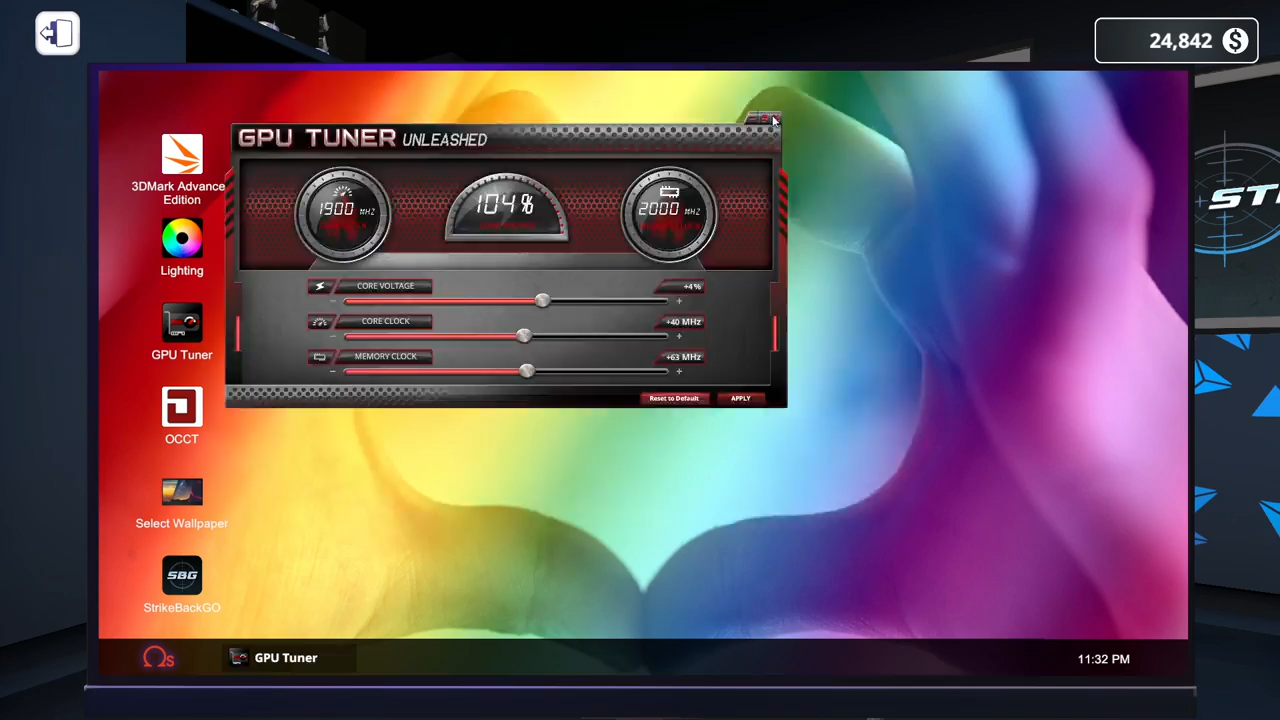 24,842 $
GPU TUNER UNLEASHED
1900 MHZ
104%
2000 MHZ
CORE VOLTAGE
+4%
− +
CORE CLOCK
+40 MHz
− +
MEMORY CLOCK
+63 MHz
− +
Reset to Default
APPLY
3DMark Advance
Edition
Lighting
GPU Tuner
OCCT
Select Wallpaper
SBG
StrikeBackGO
ST
Ωs
GPU Tuner
11:32 PM